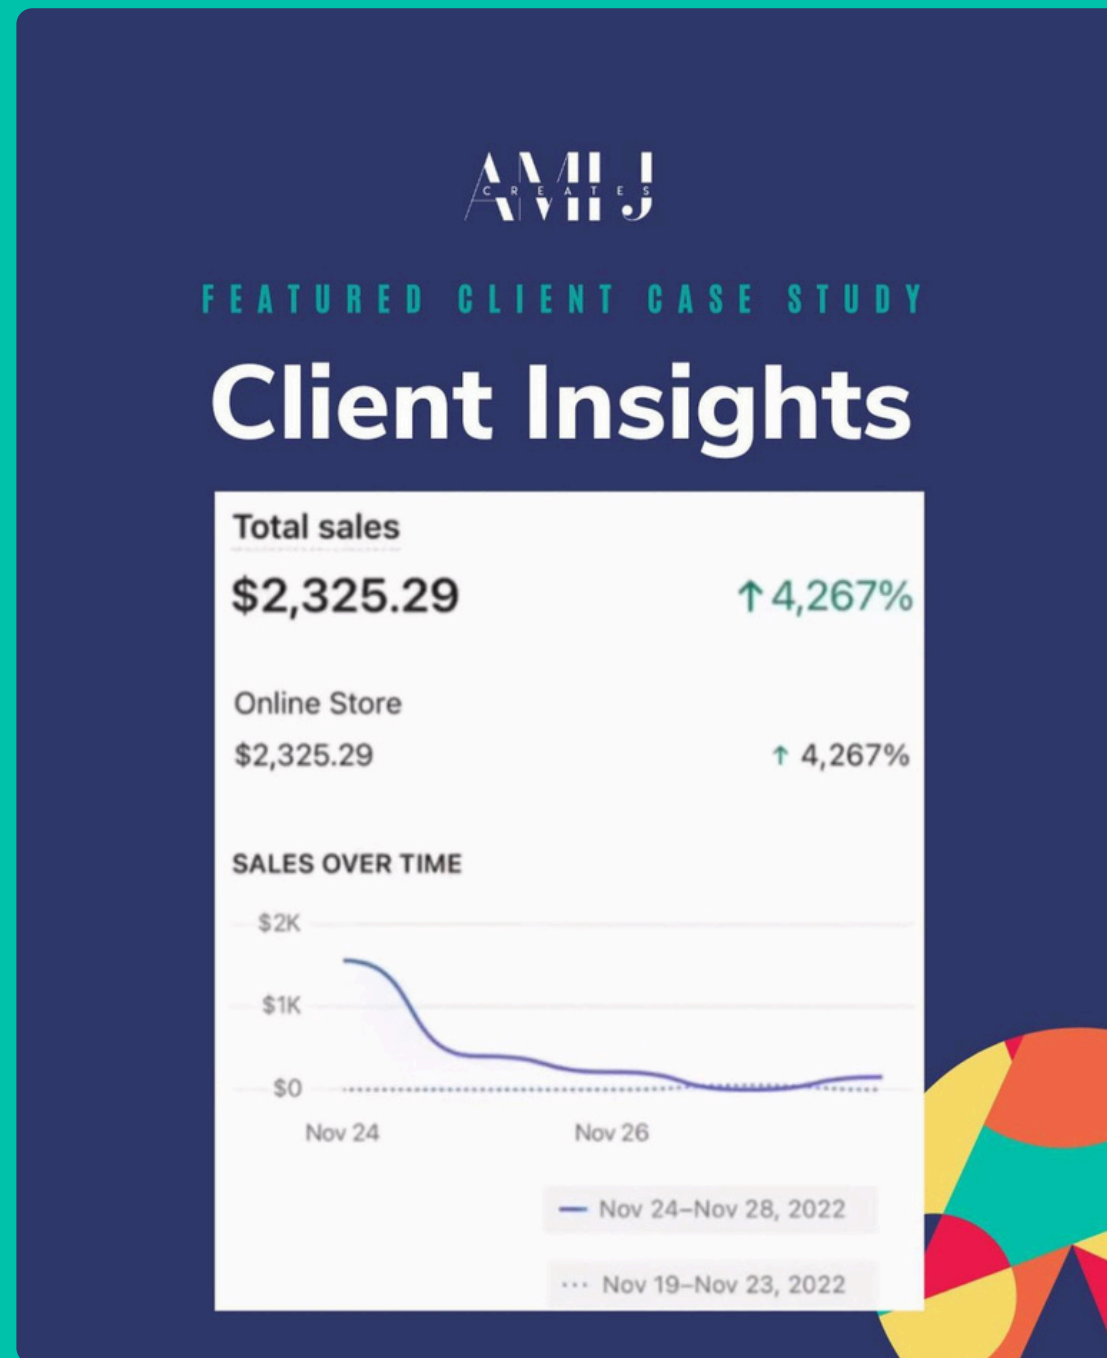 AMIJ
CREATES
FEATURED CLIENT CASE STUDY
Client Insights
Total sales
$2,325.29 ↑4,267%
Online Store
$2,325.29 ↑ 4,267%
SALES OVER TIME
$2K
$1K
$0
Nov 24 Nov 26
Nov 24–Nov 28, 2022
Nov 19–Nov 23, 2022